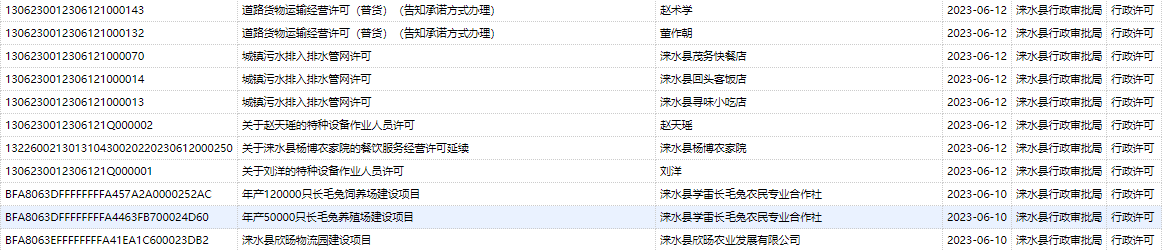 1306230012306121000143 道路货物运输经营许可（普货）（告知承诺方式办理） 赵术学 2023-06-12 涞水县行政审批局 行政许可
1306230012306121000132 道路货物运输经营许可（普货）（告知承诺方式办理） 董作朝 2023-06-12 涞水县行政审批局 行政许可
1306230012306121000070 城镇污水排入排水管网许可 涞水县茂务快餐店 2023-06-12 涞水县行政审批局 行政许可
1306230012306121000014 城镇污水排入排水管网许可 涞水县回头客饭店 2023-06-12 涞水县行政审批局 行政许可
1306230012306121000013 城镇污水排入排水管网许可 涞水县寻味小吃店 2023-06-12 涞水县行政审批局 行政许可
1306230012306121Q000002 关于赵天瑶的特种设备作业人员许可 赵天瑶 2023-06-12 涞水县行政审批局 行政许可
13226002130131043002020230612000250 关于涞水县杨博农家院的餐饮服务经营许可延续 涞水县杨博农家院 2023-06-12 涞水县行政审批局 行政许可
1306230012306121Q000001 关于刘洋的特种设备作业人员许可 刘洋 2023-06-12 涞水县行政审批局 行政许可
BFA8063DFFFFFFFFA457A2A0000252AC 年产120000只长毛兔饲养场建设项目 涞水县学雷长毛兔农民专业合作社 2023-06-10 涞水县行政审批局 行政许可
BFA8063DFFFFFFFFA4463FB700024D60 年产50000只长毛兔养殖场建设项目 涞水县学雷长毛兔农民专业合作社 2023-06-10 涞水县行政审批局 行政许可
BFA8063EFFFFFFFFA41EA1C600023DB2 涞水县欣旸物流园建设项目 涞水县欣旸农业发展有限公司 2023-06-10 涞水县行政审批局 行政许可